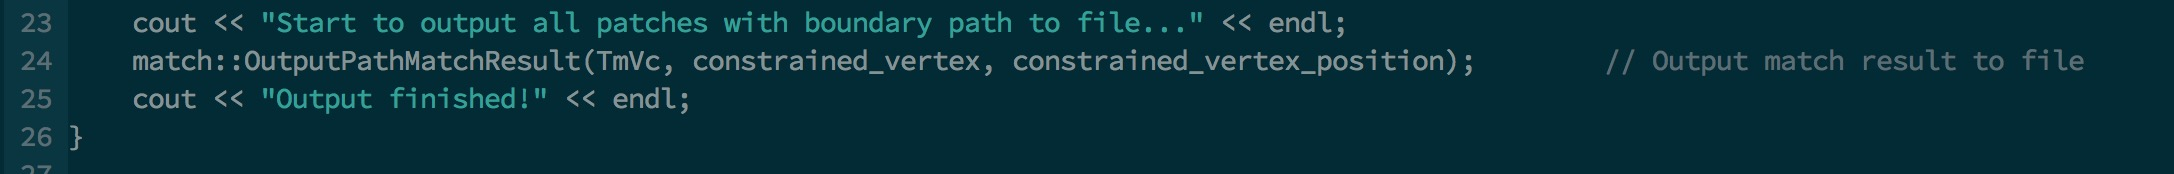 23 cout << "Start to output all patches with boundary path to file..." << endl;
24 match::OutputPathMatchResult(TmVc, constrained_vertex, constrained_vertex_position); // Output match result to file
25 cout << "Output finished!" << endl;
26 }
27